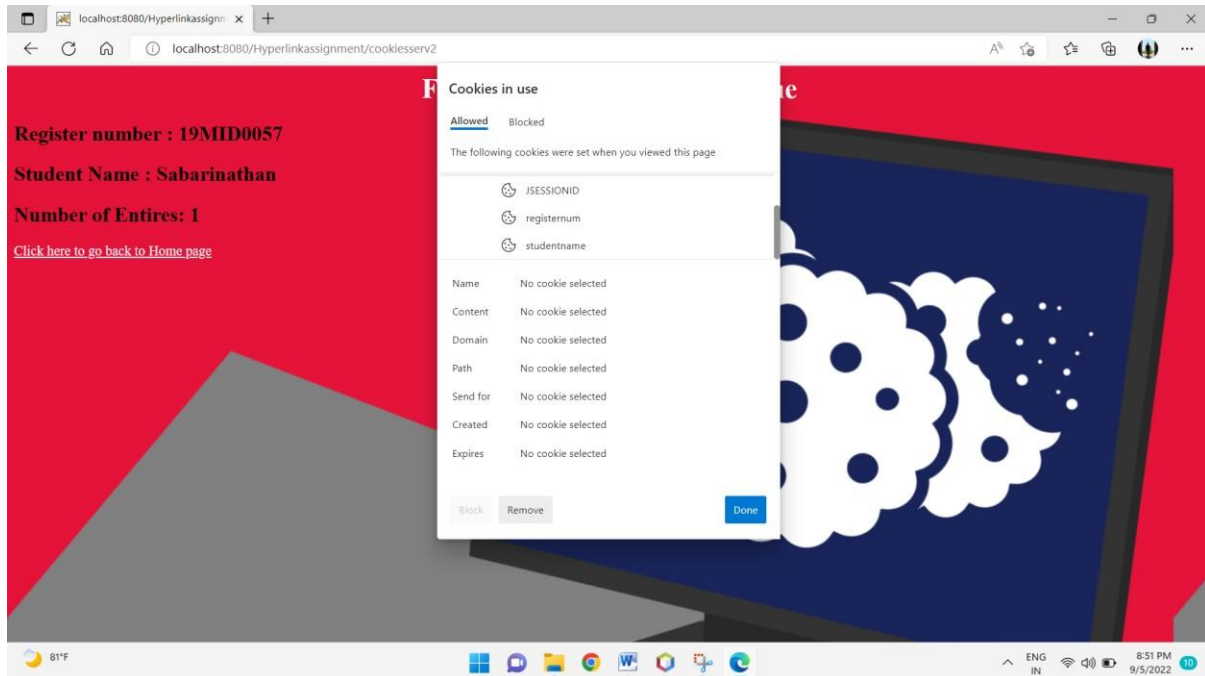 localhost:8080/Hyperlinkassignm
localhost:8080/Hyperlinkassignment/cookiesserv2
Register number : 19MID0057
Student Name : Sabarinathan
Number of Entires: 1
Click here to go back to Home page
Cookies in use
Allowed Blocked
The following cookies were set when you viewed this page
JSESSIONID
registernum
studentname
Name No cookie selected
Content No cookie selected
Domain No cookie selected
Path No cookie selected
Send for No cookie selected
Created No cookie selected
Expires No cookie selected
Block Remove Done
81°F
ENG
IN
8:51 PM
9/5/2022
10